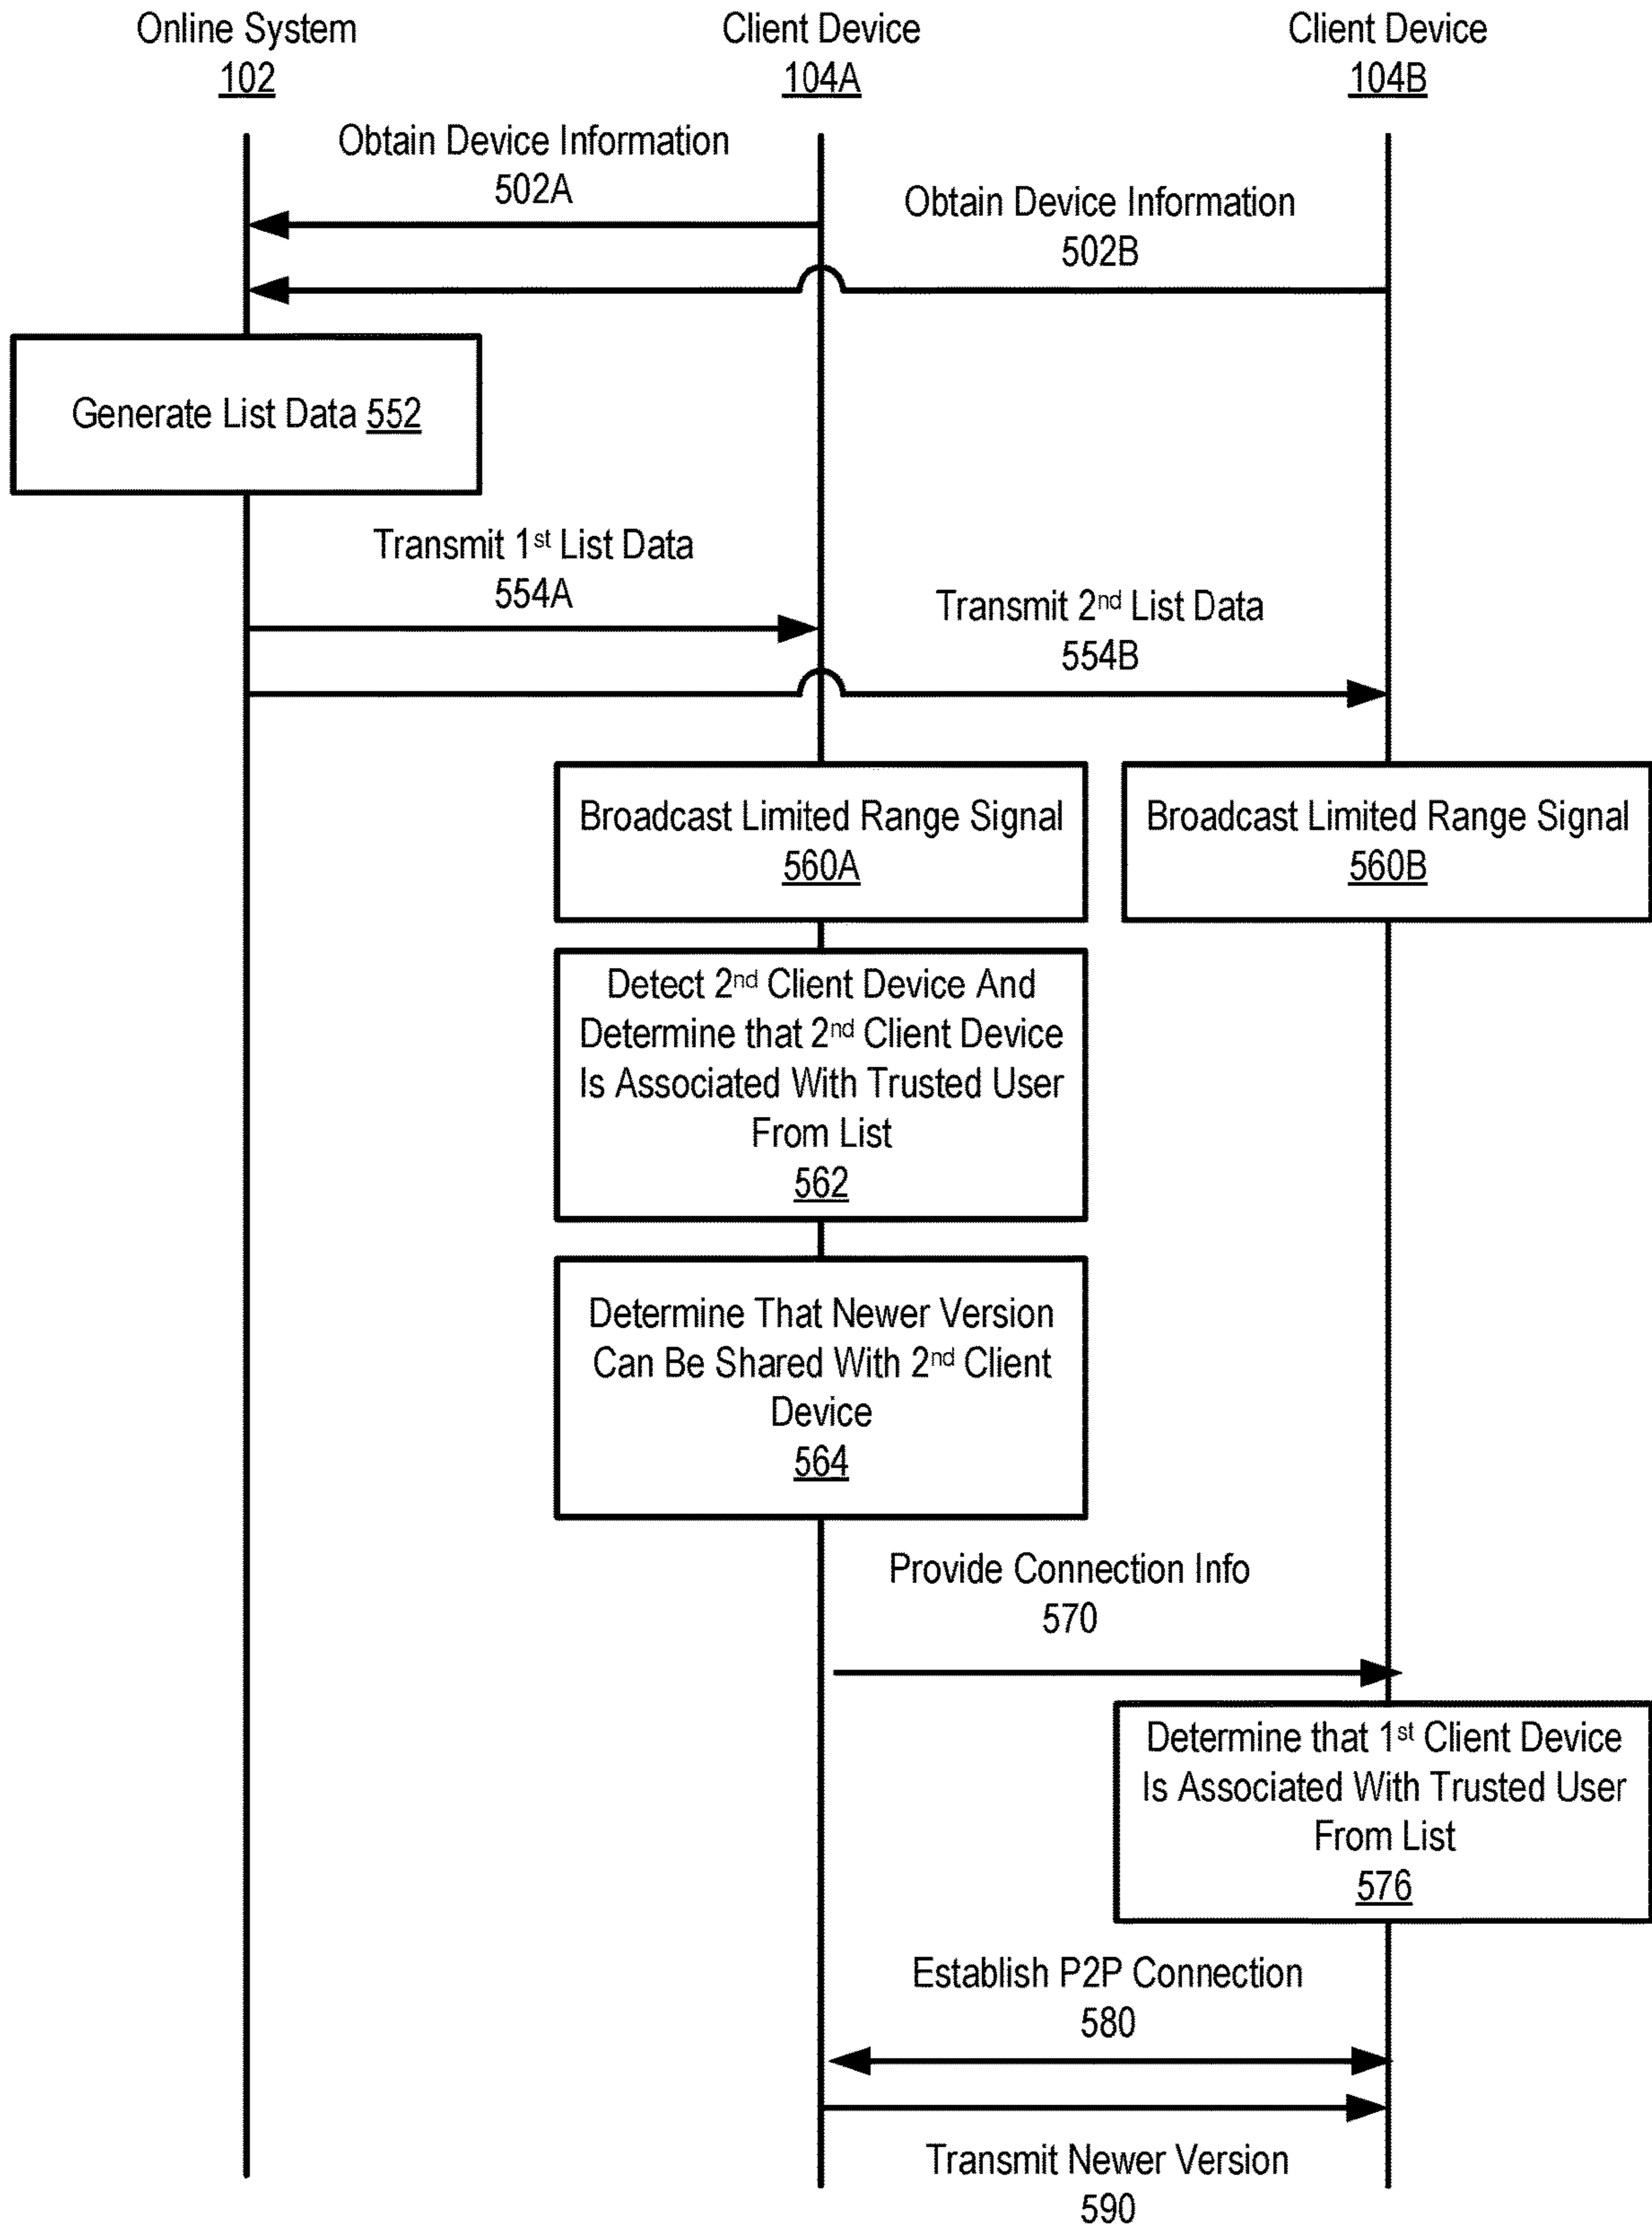 Online System
102
Client Device
104A
Client Device
104B
Obtain Device Information
502A
Obtain Device Information
502B
Generate List Data 552
Transmit 1st List Data
554A
Transmit 2nd List Data
554B
Broadcast Limited Range Signal
560A
Broadcast Limited Range Signal
560B
Detect 2nd Client Device And
Determine that 2nd Client Device
Is Associated With Trusted User
From List
562
Determine That Newer Version
Can Be Shared With 2nd Client
Device
564
Provide Connection Info
570
Determine that 1st Client Device
Is Associated With Trusted User
From List
576
Establish P2P Connection
580
Transmit Newer Version
590